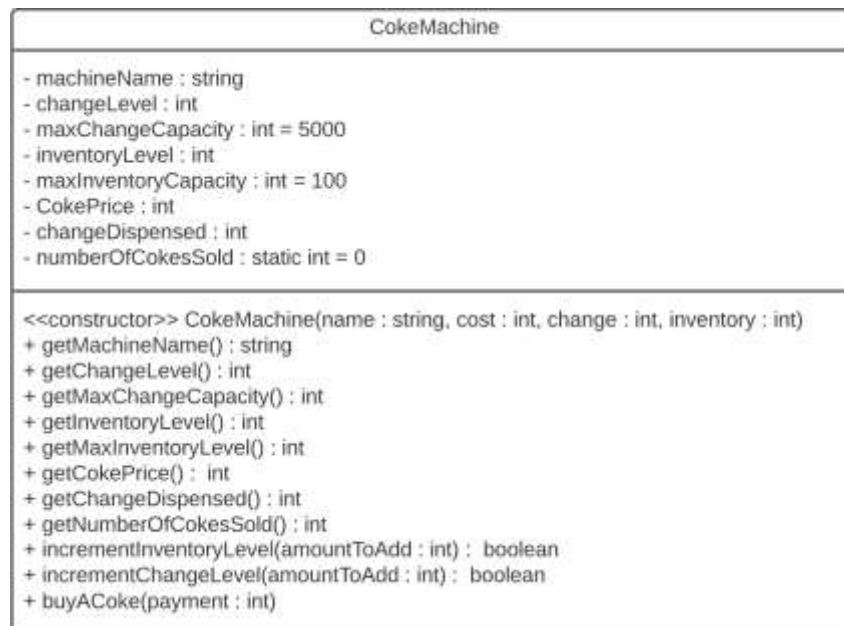 CokeMachine
- machineName : string
- changeLevel : int
- maxChangeCapacity : int = 5000
- inventoryLevel : int
- maxInventoryCapacity : int = 100
- CokePrice : int
- changeDispensed : int
- numberOfCokesSold : static int = 0
<<constructor>> CokeMachine(name : string, cost : int, change : int, inventory : int)
+ getMachineName() : string
+ getChangeLevel() : int
+ getMaxChangeCapacity() : int
+ getInventoryLevel() : int
+ getMaxInventoryLevel() : int
+ getCokePrice() : int
+ getChangeDispensed() : int
+ getNumberOfCokesSold() : int
+ incrementInventoryLevel(amountToAdd : int) : boolean
+ incrementChangeLevel(amountToAdd : int) : boolean
+ buyACoke(payment : int)